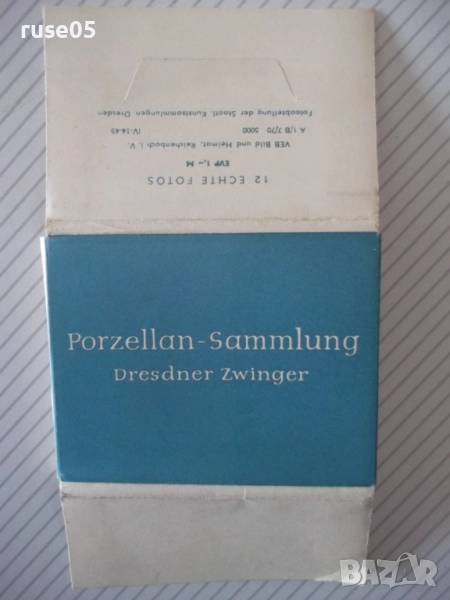 ruse05
12 ECHTE FOTOS
EVP 1,– M
VEB Bild und Heimat, Reichenbach i. V.
A 1/B 7/70 5000 IV-14-45
Fotoabteilung der Staatl. Kunstsammlungen Dresden
Porzellan-Sammlung
Dresdner Zwinger
BAZAR